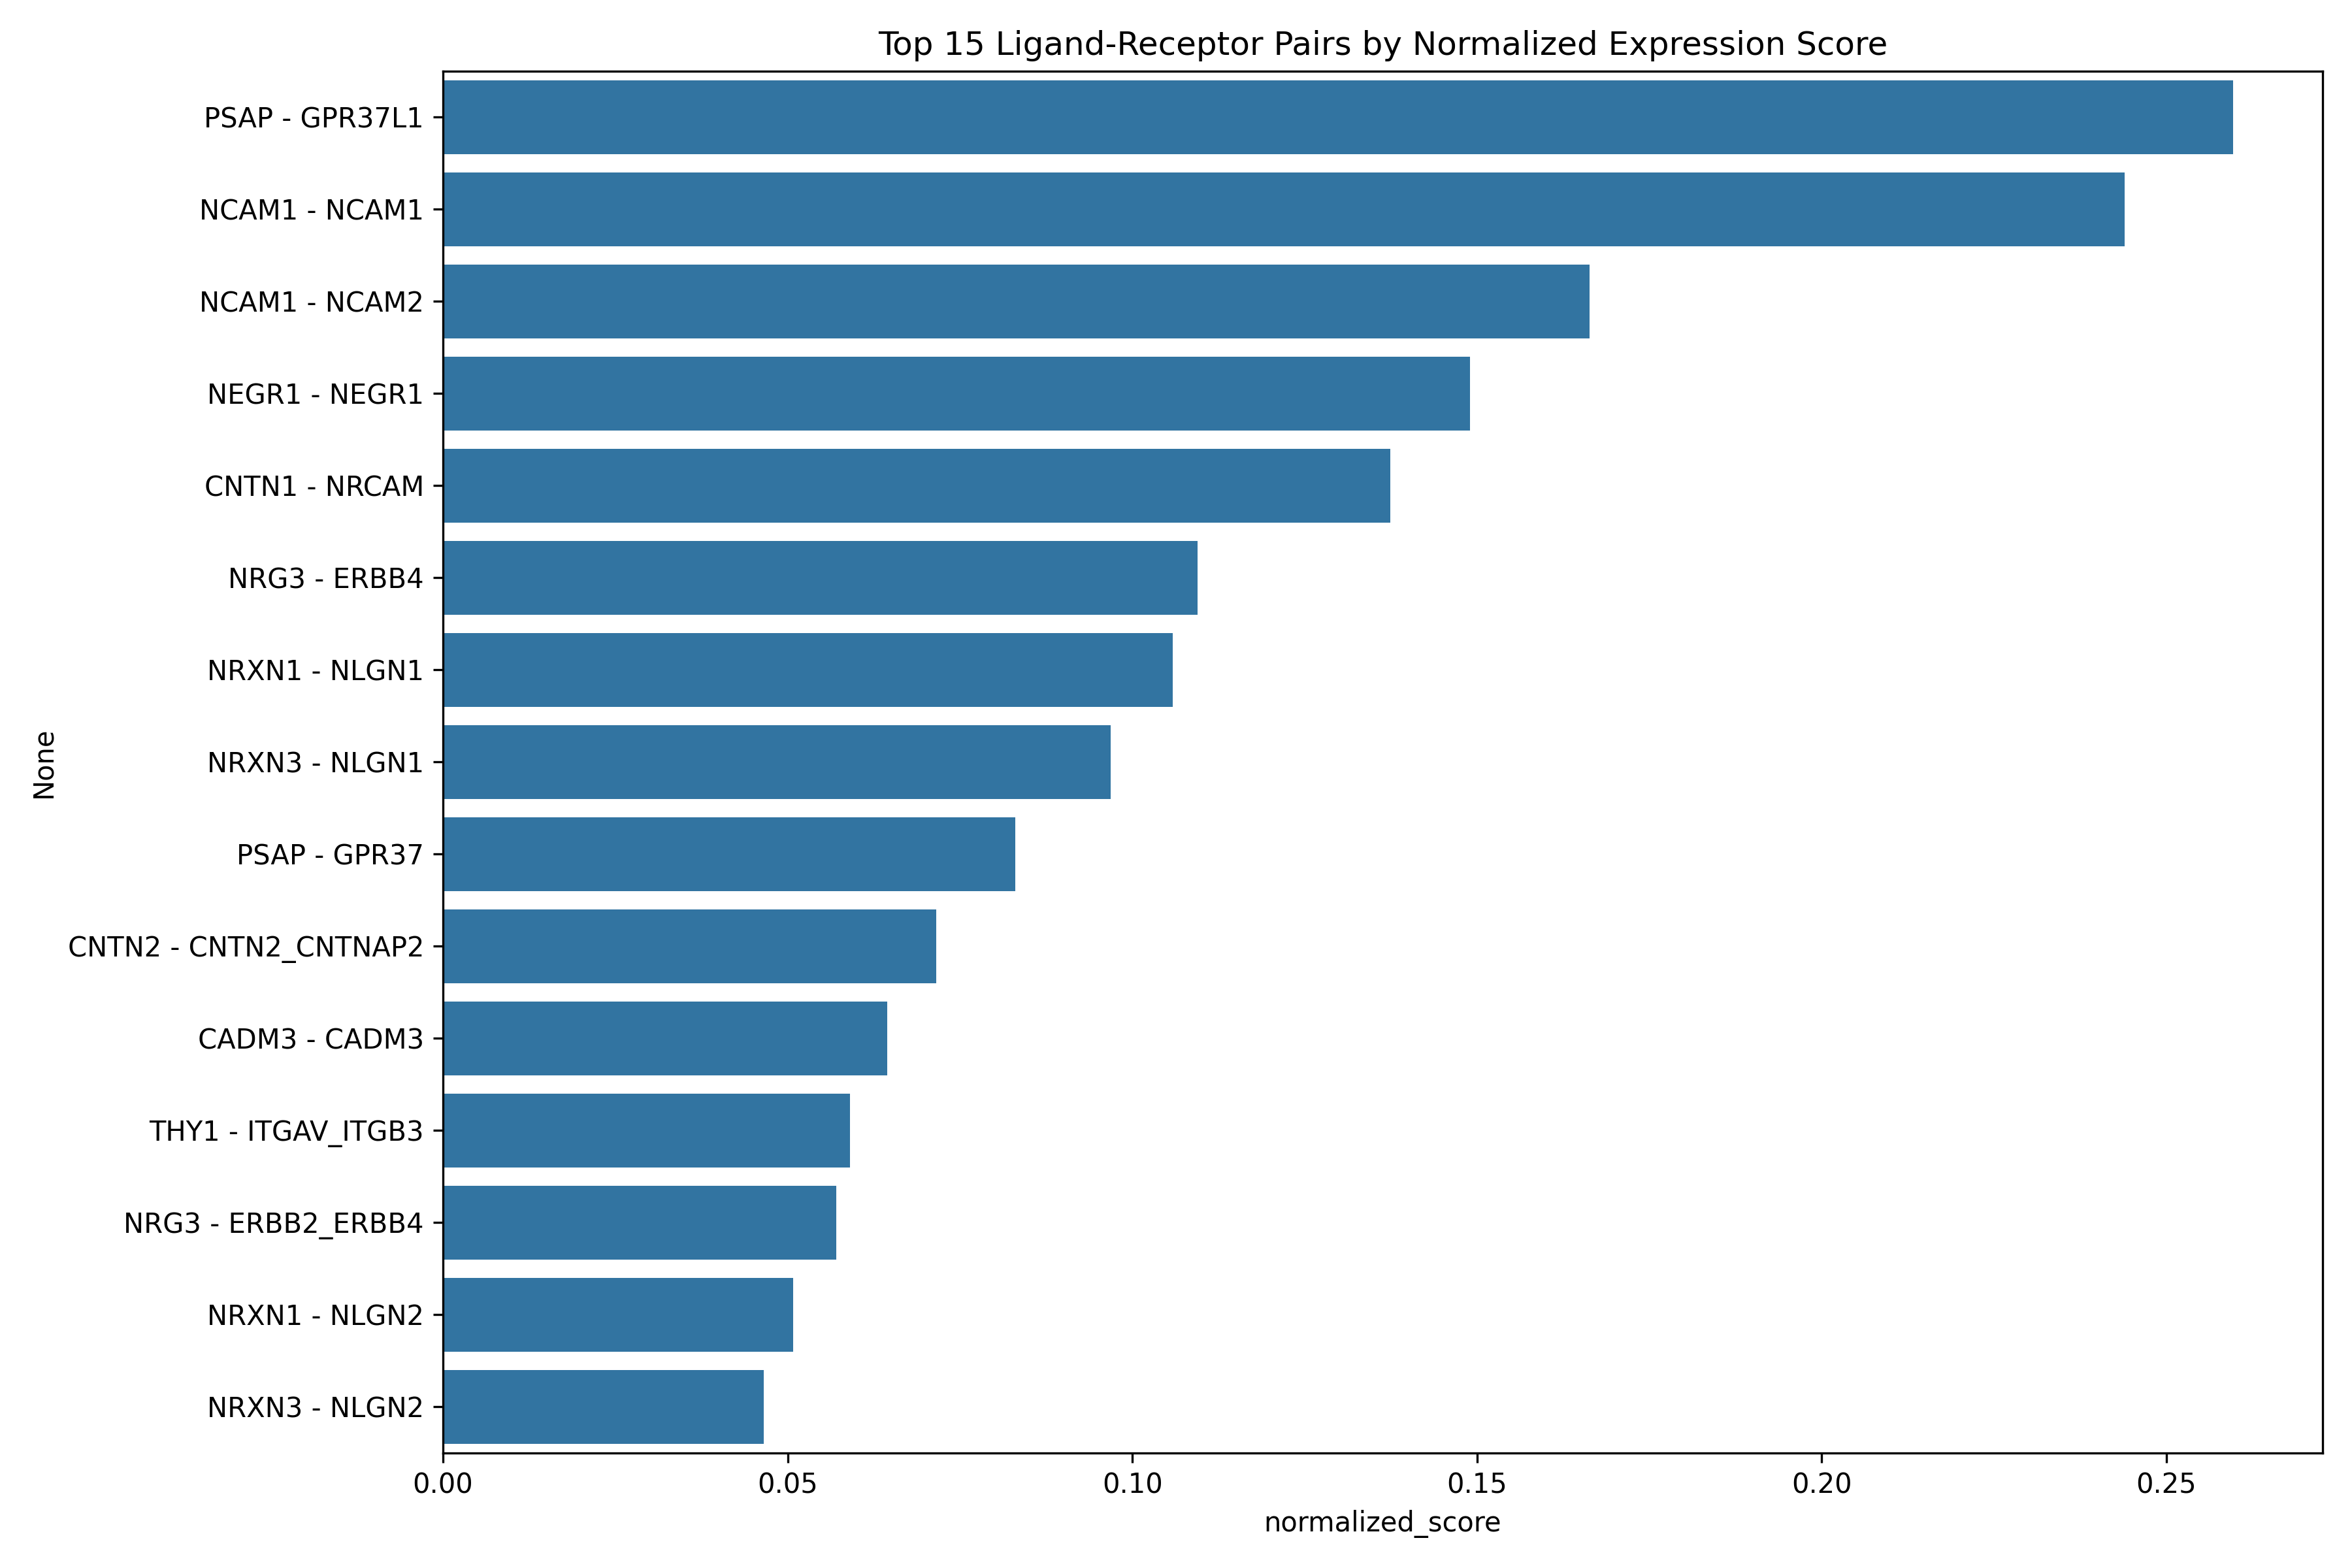 Top 15 Ligand-Receptor Pairs by Normalized Expression Score
PSAP - GPR37L1
NCAM1 - NCAM1
NCAM1 - NCAM2
NEGR1 - NEGR1
CNTN1 - NRCAM
NRG3 - ERBB4
NRXN1 - NLGN1
NRXN3 - NLGN1
PSAP - GPR37
CNTN2 - CNTN2_CNTNAP2
CADM3 - CADM3
THY1 - ITGAV_ITGB3
NRG3 - ERBB2_ERBB4
NRXN1 - NLGN2
NRXN3 - NLGN2
None
0.00 0.05 0.10 0.15 0.20 0.25
normalized_score